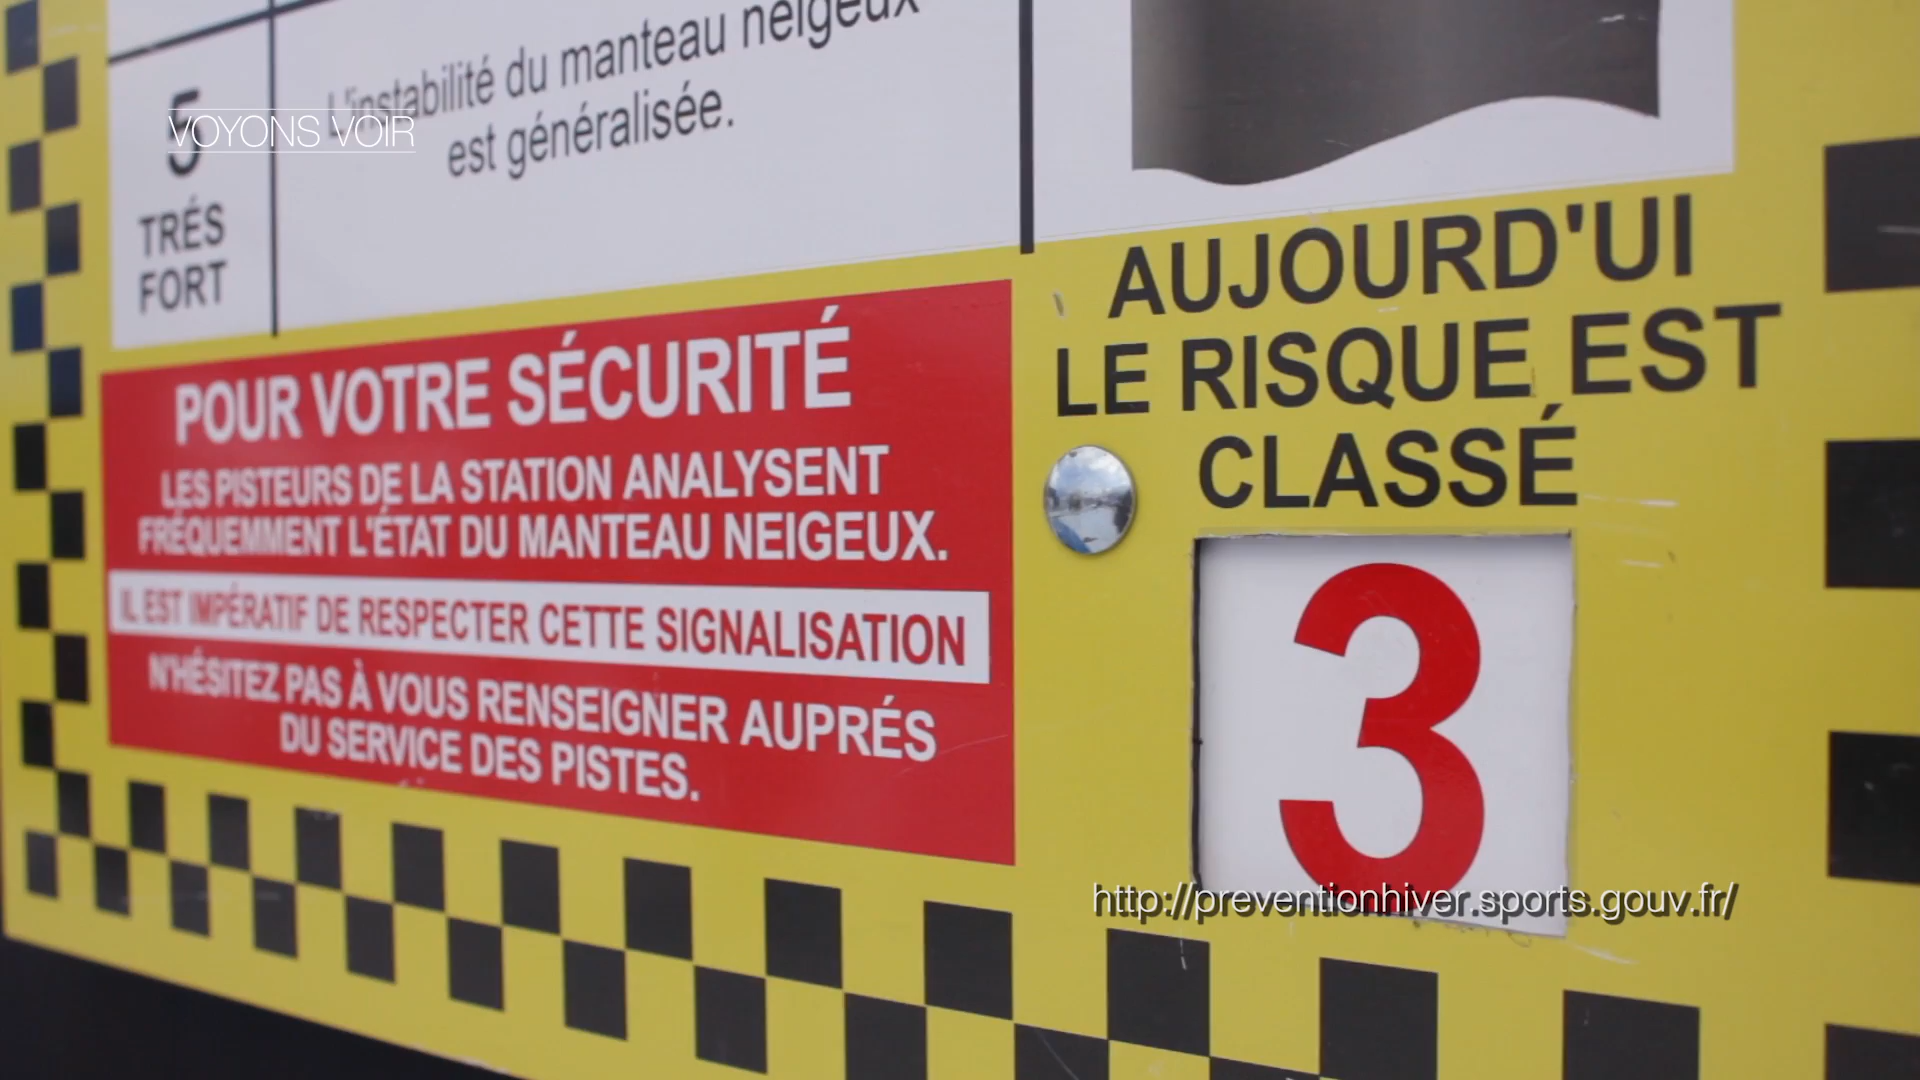 L'instabilité du manteau neigeux
est généralisée.
5
TRÉS
FORT
VOYONS VOIR
POUR VOTRE SÉCURITÉ
LES PISTEURS DE LA STATION ANALYSENT
FRÉQUEMMENT L'ÉTAT DU MANTEAU NEIGEUX.
IL EST IMPÉRATIF DE RESPECTER CETTE SIGNALISATION
N'HÉSITEZ PAS À VOUS RENSEIGNER AUPRÉS
DU SERVICE DES PISTES.
AUJOURD'UI
LE RISQUE EST
CLASSÉ
3
http://preventionhiver.sports.gouv.fr/